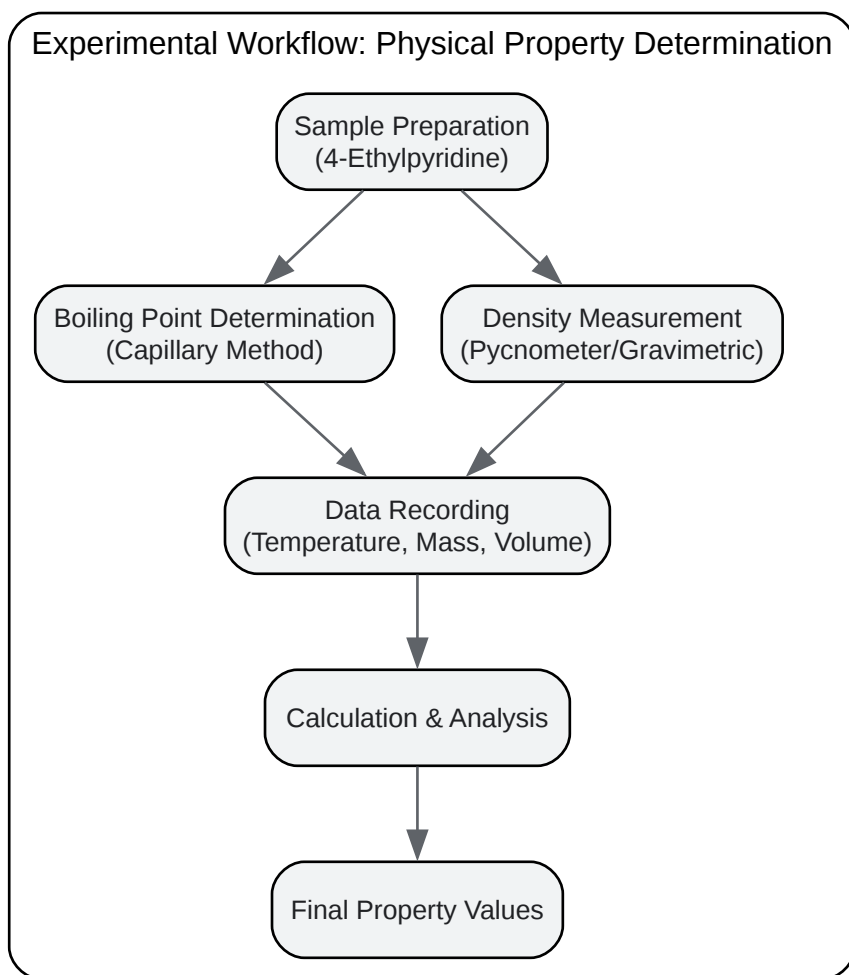 Experimental Workflow: Physical Property Determination
Sample Preparation
(4-Ethylpyridine)
Boiling Point Determination
(Capillary Method)
Density Measurement
(Pycnometer/Gravimetric)
Data Recording
(Temperature, Mass, Volume)
Calculation & Analysis
Final Property Values